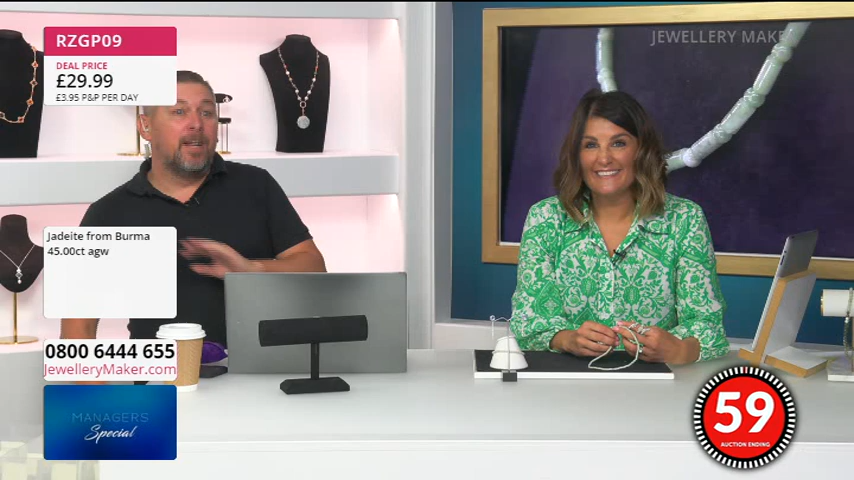 RZGP09
DEAL PRICE
£29.99
£3.95 P&P PER DAY
JEWELLERY MAKE
Jadeite from Burma
45.00ct agw
0800 6444 655
JewelleryMaker.com
MANAGERS
Special
59
AUCTION ENDING